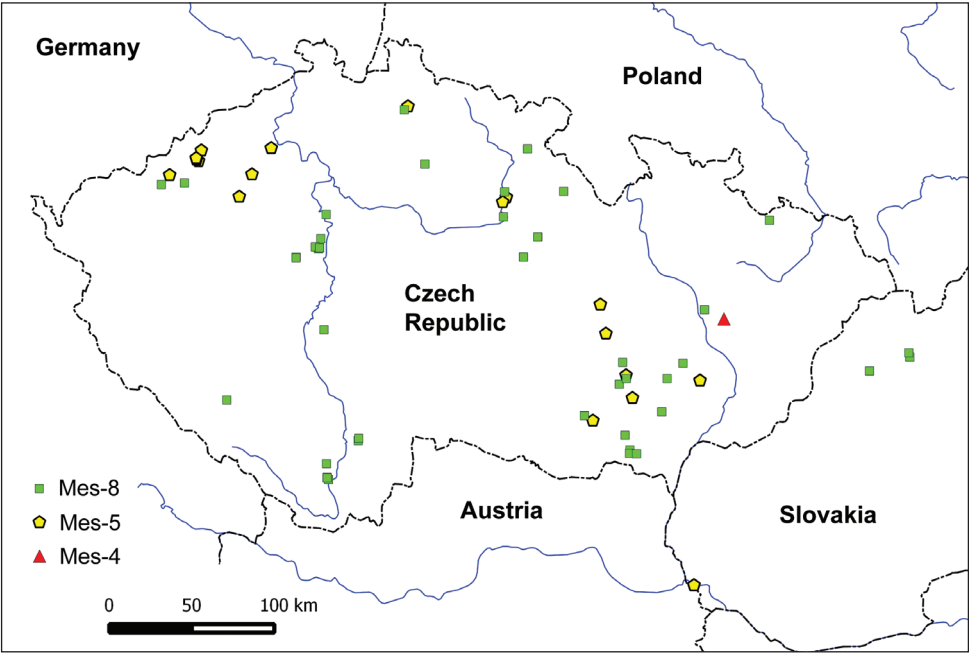 Germany
Poland
Czech
Republic
Mes-8
Mes-5
Mes-4
Austria
Slovakia
0 50 100 km